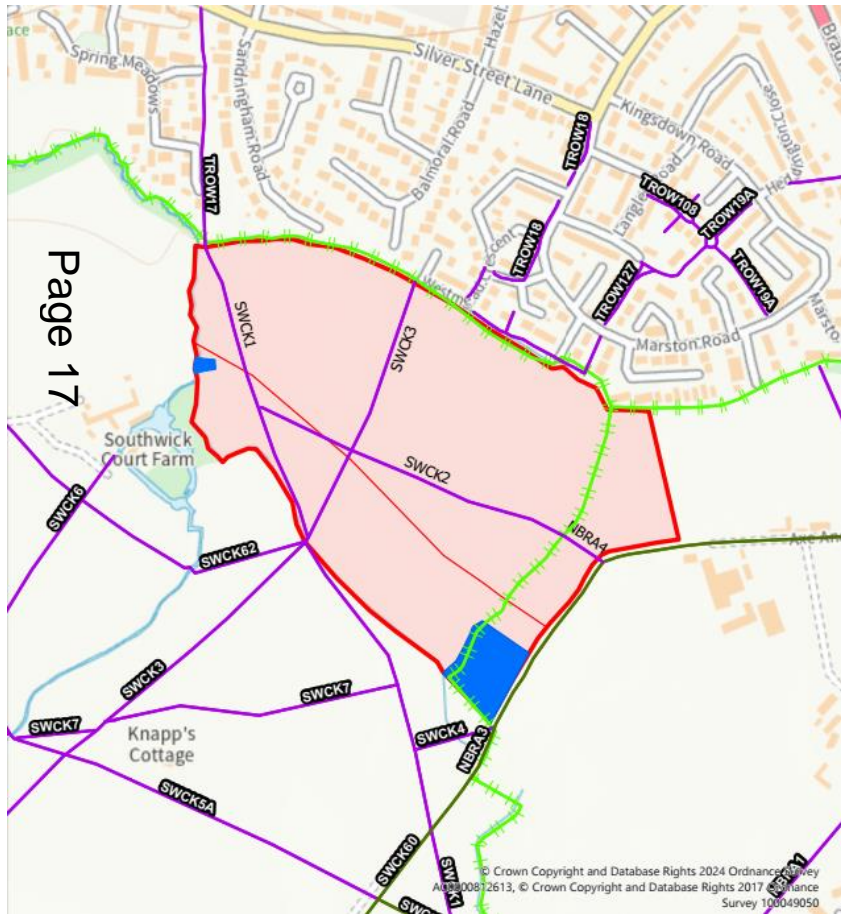 Spring Meadows
Sandringham Road
Silver Street Lane
Balmoral Road
Kingsdown Road
TROW18
TROW17
TROW108
TROW19A
TROW18
TROW127
TROW19A
Marston Road
Page 17
SWCK1
SWCK3
Southwick
Court Farm
SWCK2
SWCK6
SWCK62
NBRA4
SWCK3
SWCK7
SWCK7
Knapp's
Cottage
SWCK4
NBRA3
SWCK5A
SWCK60
SWCK1
NBRA1
© Crown Copyright and Database Rights 2024 Ordnance Survey
AC0000812613, © Crown Copyright and Database Rights 2017 Ordnance
Survey 100049050